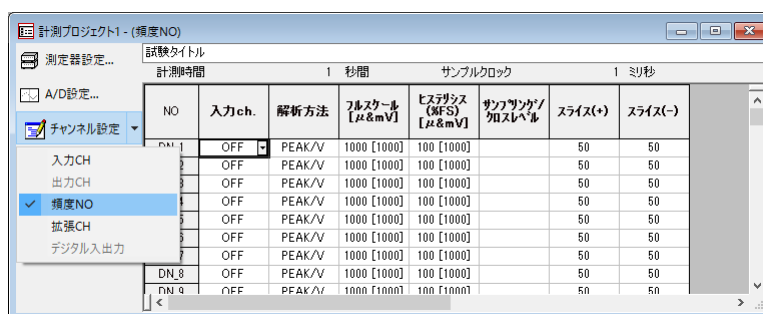 計測プロジェクト1 - (頻度NO)
測定器設定...
A/D設定...
チャンネル設定
入力CH
出力CH
頻度NO
拡張CH
デジタル入出力
試験タイトル
計測時間 1 秒間 サンプルクロック 1 ミリ秒
NO 入力ch. 解析方法 フルスケール [μ&mV] ヒステリシス (%FS) [μ&mV] サンプリング/クロスレベル スライス(+) スライス(-)
DN_1 OFF PEAK/V 1000 [1000] 100 [1000] 50 50
OFF PEAK/V 1000 [1000] 100 [1000] 50 50
OFF PEAK/V 1000 [1000] 100 [1000] 50 50
OFF PEAK/V 1000 [1000] 100 [1000] 50 50
OFF PEAK/V 1000 [1000] 100 [1000] 50 50
OFF PEAK/V 1000 [1000] 100 [1000] 50 50
OFF PEAK/V 1000 [1000] 100 [1000] 50 50
DN_8 OFF PEAK/V 1000 [1000] 100 [1000] 50 50
DN_9 OFF PEAK/V 1000 [1000] 100 [1000] 50 50